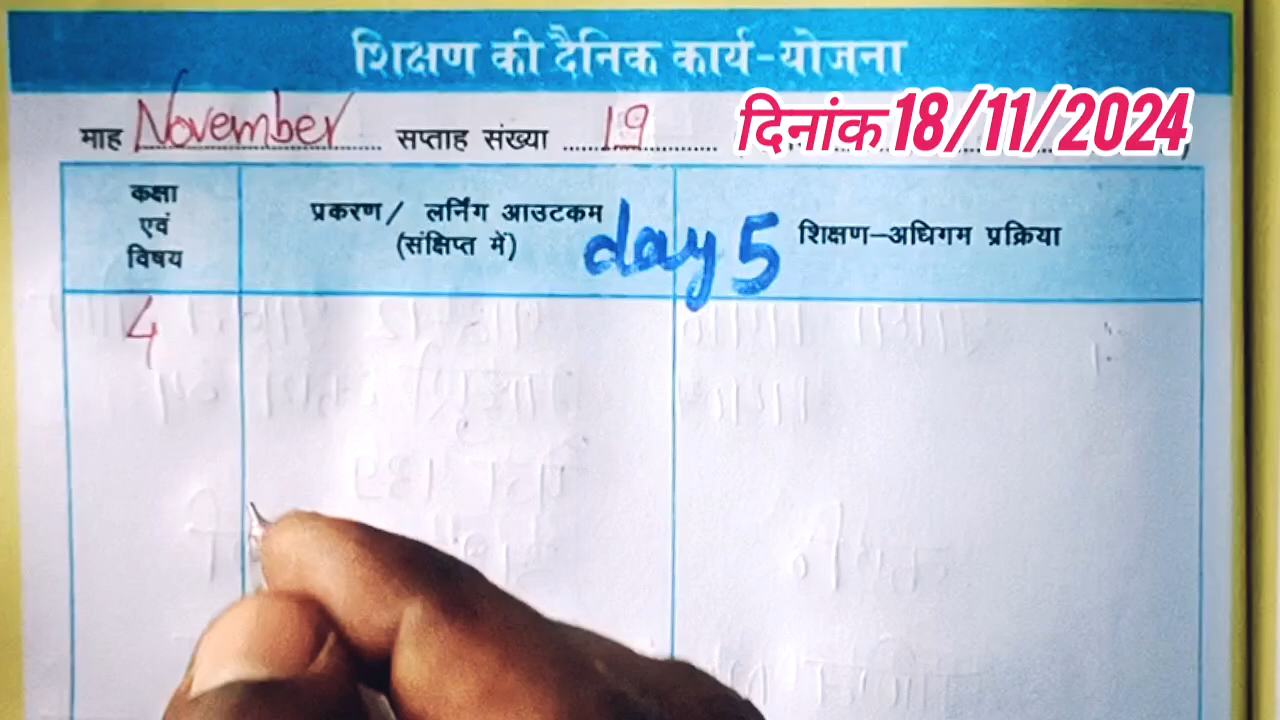 शिक्षण की दैनिक कार्य-योजना
माह November सप्ताह संख्या 19 दिनांक 18/11/2024
कक्षा एवं विषय
प्रकरण/ लर्निंग आउटकम (संक्षिप्त में)
day 5
शिक्षण-अधिगम प्रक्रिया
4